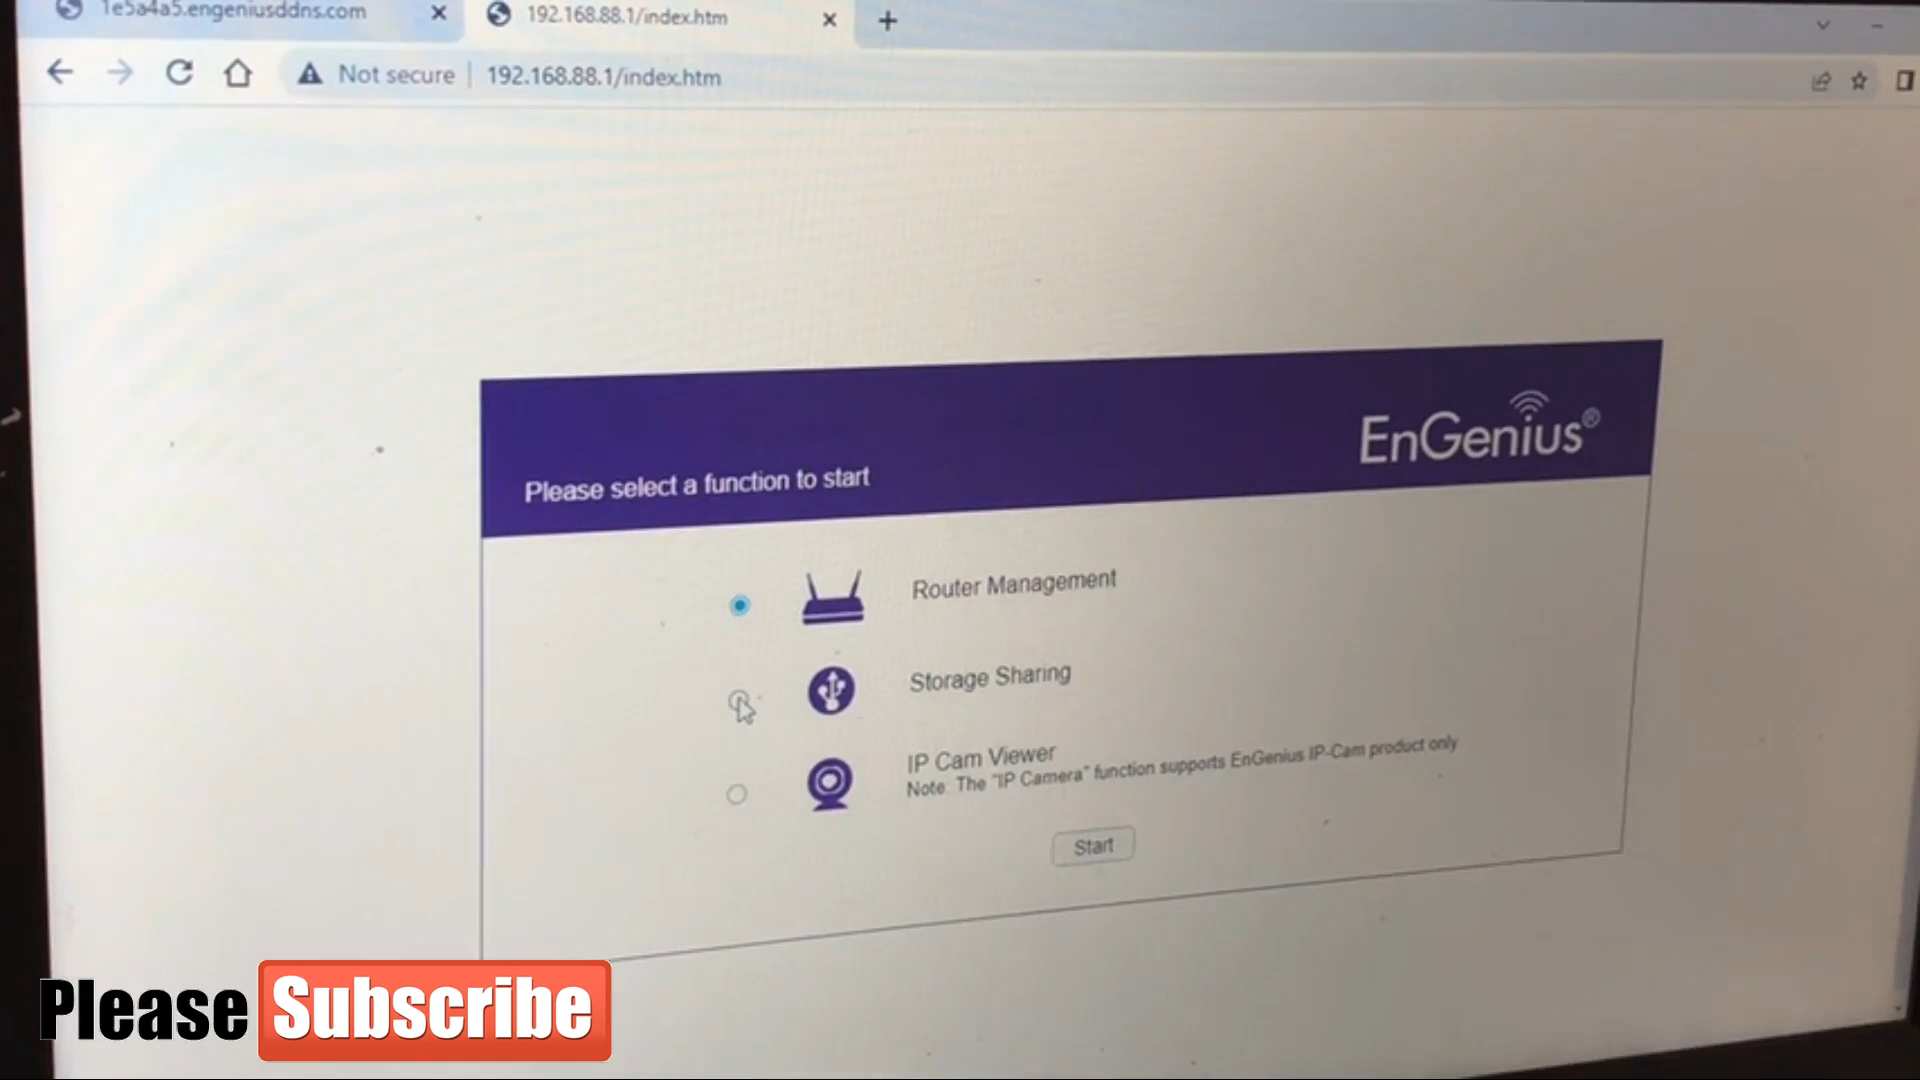 1e5a4a5.engeniusddns.com
192.168.88.1/index.htm
Not secure
192.168.88.1/index.htm
EnGenius®
Please select a function to start
Router Management
Storage Sharing
IP Cam Viewer
Note: The "IP Camera" function supports EnGenius IP-Cam product only
Start
Please Subscribe